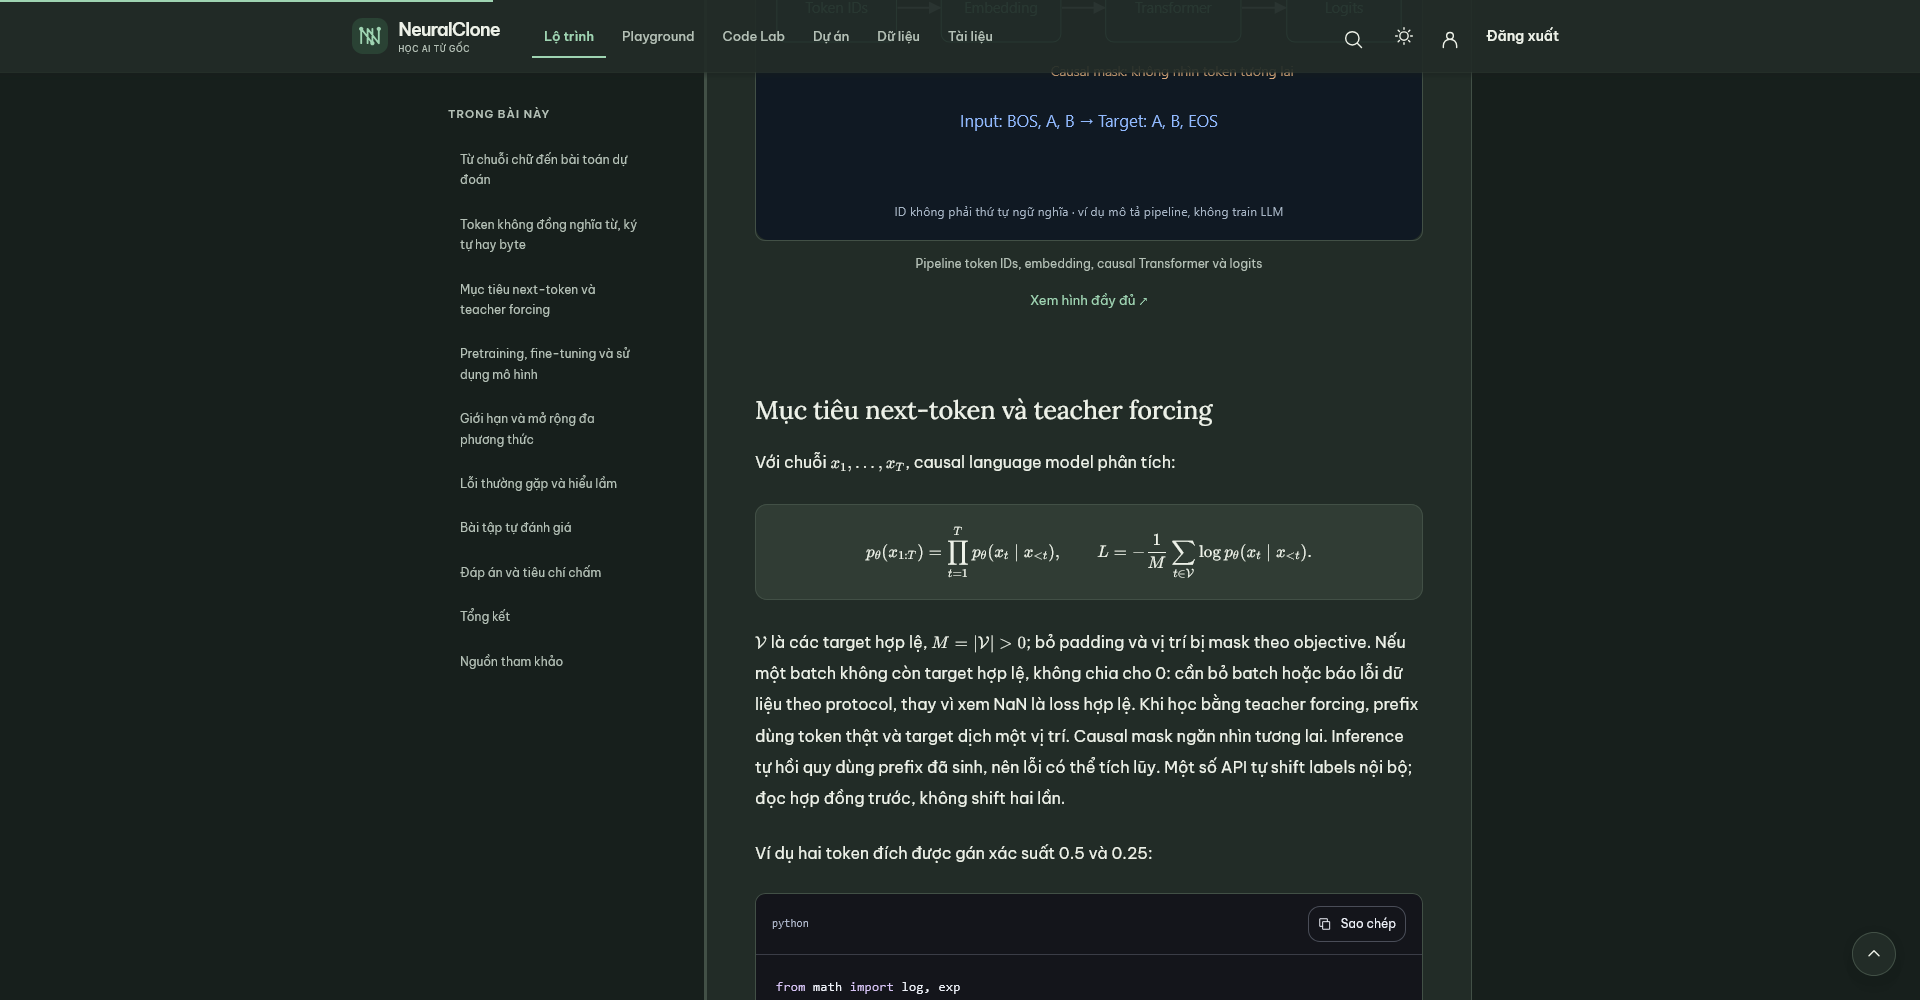 NeuralClone
HỌC AI TỪ GỐC
Lộ trình
Playground
Code Lab
Dự án
Dữ liệu
Tài liệu
Đăng xuất
Token IDs
Embedding
Transformer
Logits
Causal mask: không nhìn token tương lai
Input: BOS, A, B → Target: A, B, EOS
ID không phải thứ tự ngữ nghĩa · ví dụ mô tả pipeline, không train LLM
Pipeline token IDs, embedding, causal Transformer và logits
Xem hình đầy đủ ↗
TRONG BÀI NÀY
Từ chuỗi chữ đến bài toán dự
đoán
Token không đồng nghĩa từ, ký
tự hay byte
Mục tiêu next-token và
teacher forcing
Pretraining, fine-tuning và sử
dụng mô hình
Giới hạn và mở rộng đa
phương thức
Lỗi thường gặp và hiểu lầm
Bài tập tự đánh giá
Đáp án và tiêu chí chấm
Tổng kết
Nguồn tham khảo
Mục tiêu next-token và teacher forcing
Với chuỗi x₁, …, x_T, causal language model phân tích:
p_θ(x_{1:T}) = ∏_{t=1}^{T} p_θ(x_t | x_{<t}),  L = −\frac{1}{M} ∑_{t∈𝒱} log p_θ(x_t | x_{<t}).
𝒱 là các target hợp lệ, M = |𝒱| > 0; bỏ padding và vị trí bị mask theo objective. Nếu
một batch không còn target hợp lệ, không chia cho 0: cần bỏ batch hoặc báo lỗi dữ
liệu theo protocol, thay vì xem NaN là loss hợp lệ. Khi học bằng teacher forcing, prefix
dùng token thật và target dịch một vị trí. Causal mask ngăn nhìn tương lai. Inference
tự hồi quy dùng prefix đã sinh, nên lỗi có thể tích lũy. Một số API tự shift labels nội bộ;
đọc hợp đồng trước, không shift hai lần.
Ví dụ hai token đích được gán xác suất 0.5 và 0.25:
python
Sao chép
from math import log, exp